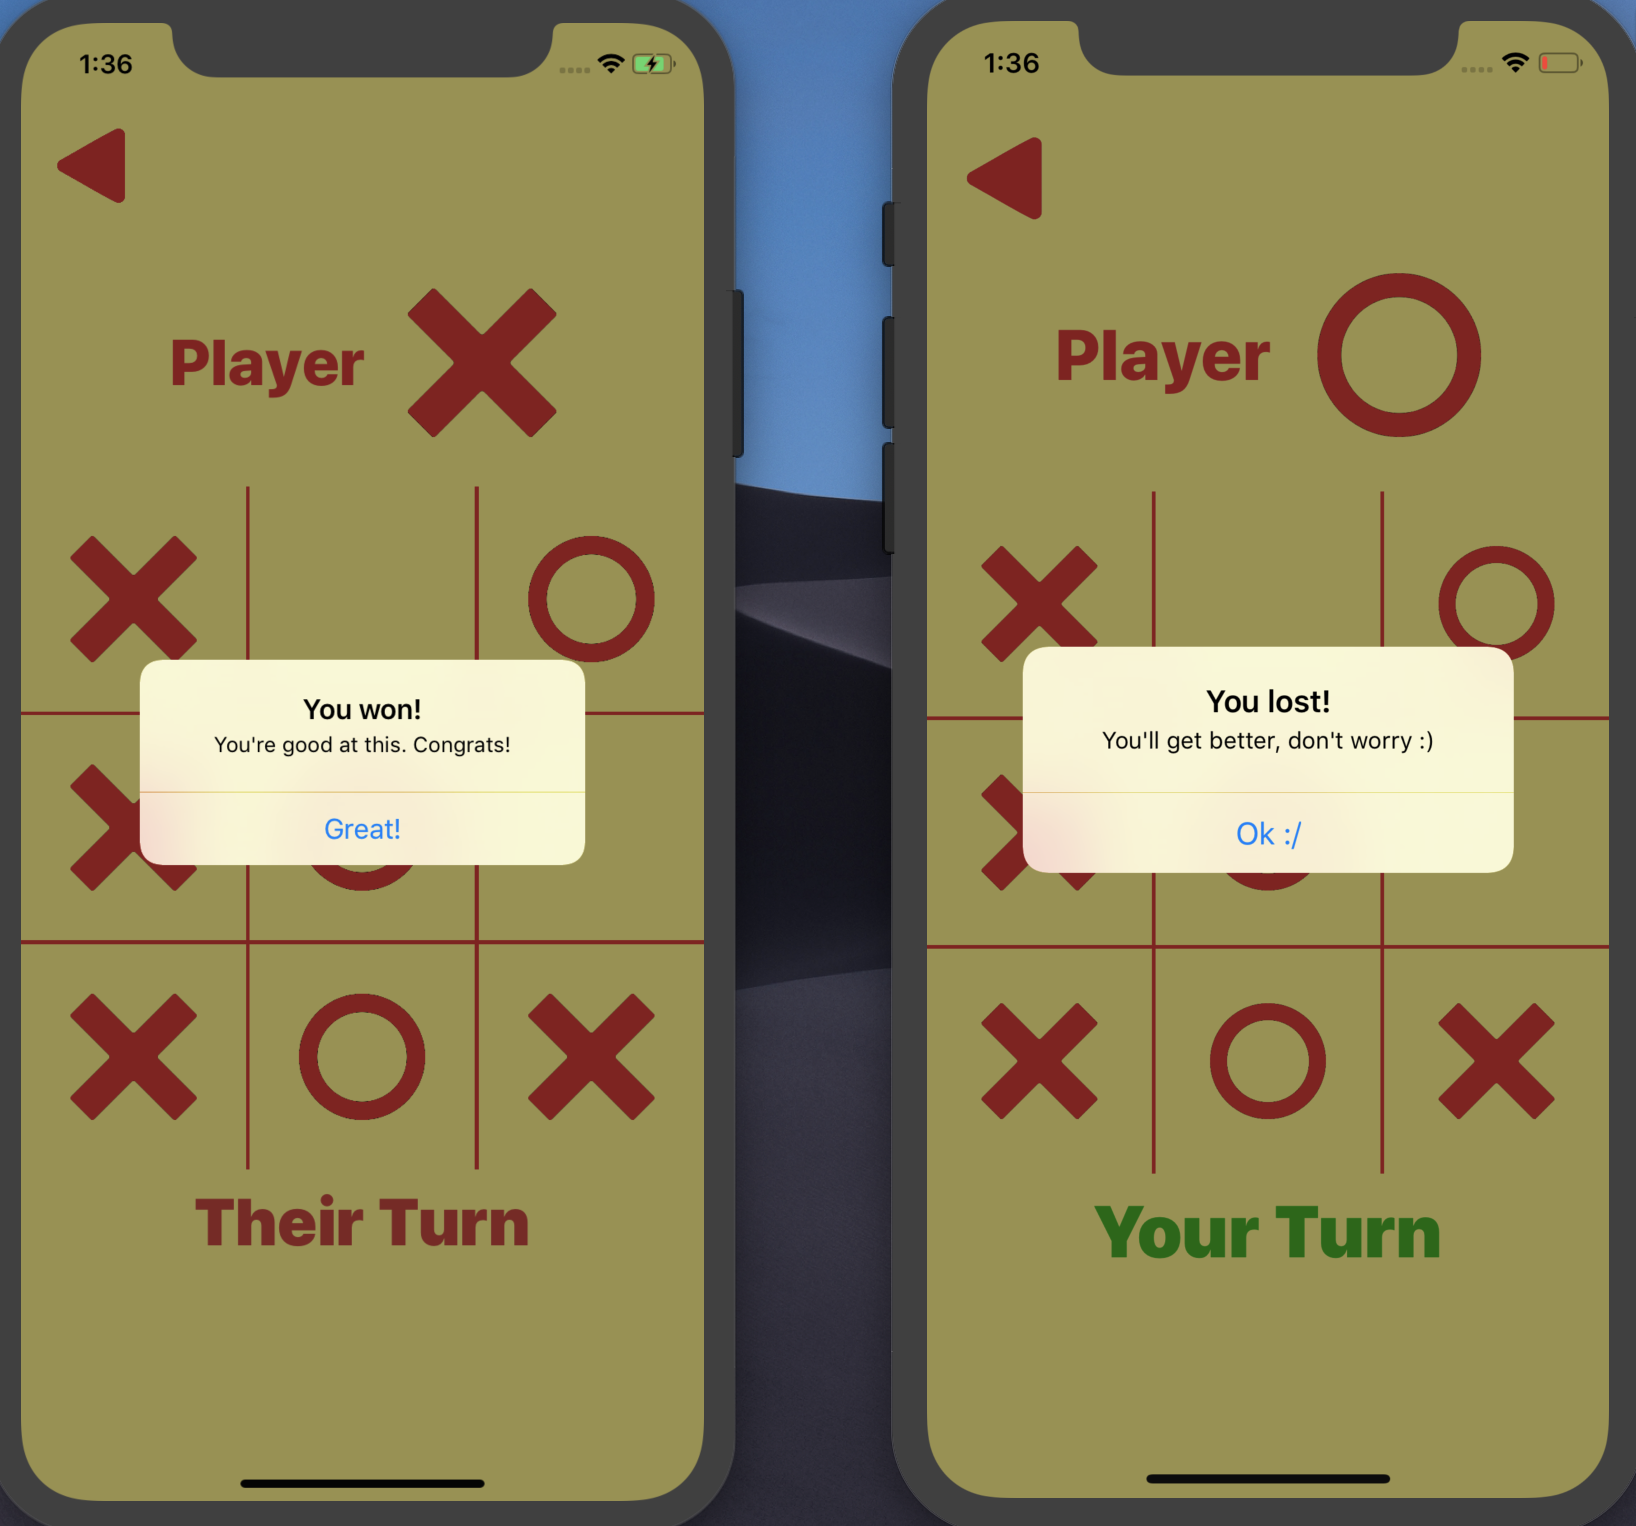 1:36
Player
You won!
You're good at this. Congrats!
Great!
Their Turn
1:36
Player
You lost!
You'll get better, don't worry :)
Ok :/
Your Turn